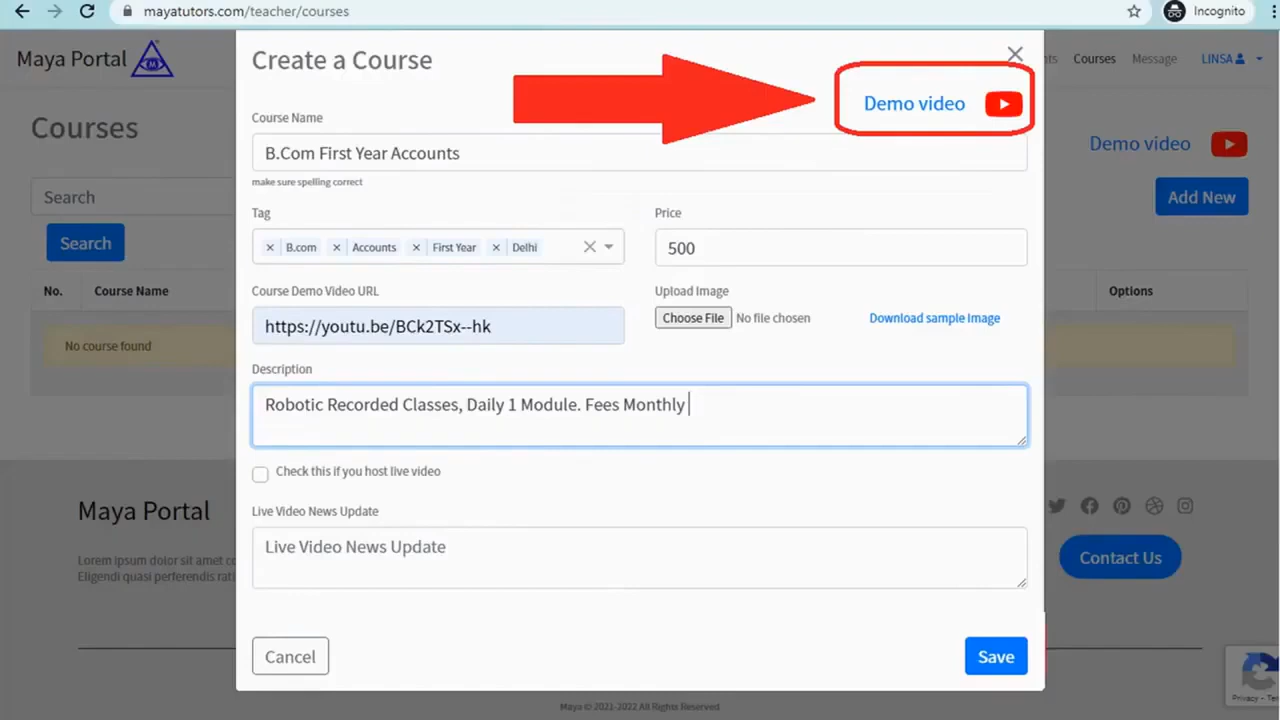 mayatutors.com/teacher/courses
Incognito
Maya Portal
M
Courses
Message
LINSA
Create a Course
Demo video
Courses
Demo video
Course Name
B.Com First Year Accounts
make sure spelling correct
Search
Add New
Tag
Price
× B.com × Accounts × First Year × Delhi
500
Search
Course Demo Video URL
Upload Image
No.
Course Name
Options
https://youtu.be/BCk2TSx--hk
Choose File No file chosen
Download sample Image
No course found
Description
Robotic Recorded Classes, Daily 1 Module. Fees Monthly
Check this if you host live video
Maya Portal
Live Video News Update
Live Video News Update
Lorem ipsum dolor sit amet
Eligendi quasi perferendis
Contact Us
Cancel
Save
Maya © 2021-2022 All Rights Reserved
Privacy